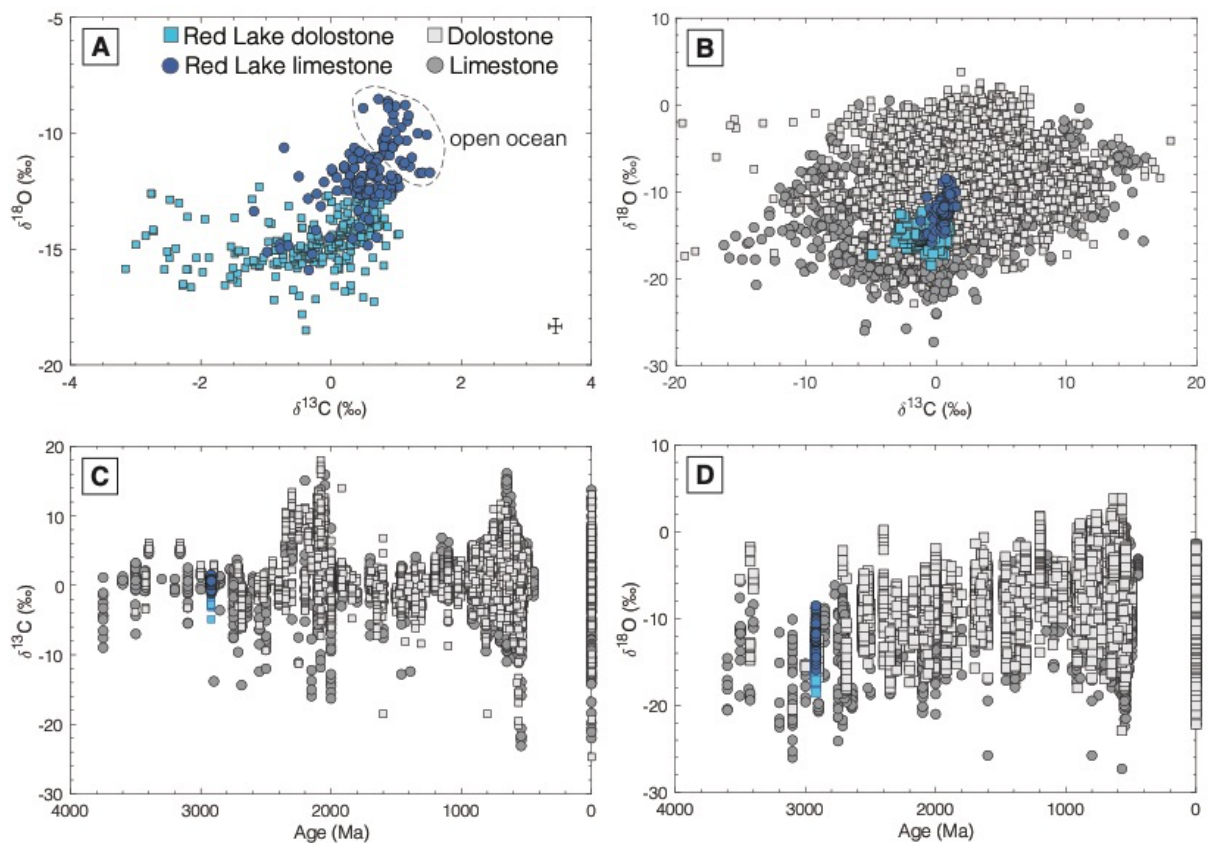 A
Red Lake dolostone
Dolostone
Red Lake limestone
Limestone
open ocean
-5
-10
-15
-20
δ18O (‰)
-4
-2
0
2
4
δ13C (‰)
B
10
0
-10
-20
-30
δ18O (‰)
-20
-10
0
10
20
δ13C (‰)
C
20
10
0
-10
-20
-30
δ13C (‰)
4000
3000
2000
1000
0
Age (Ma)
D
10
0
-10
-20
-30
δ18O (‰)
4000
3000
2000
1000
0
Age (Ma)